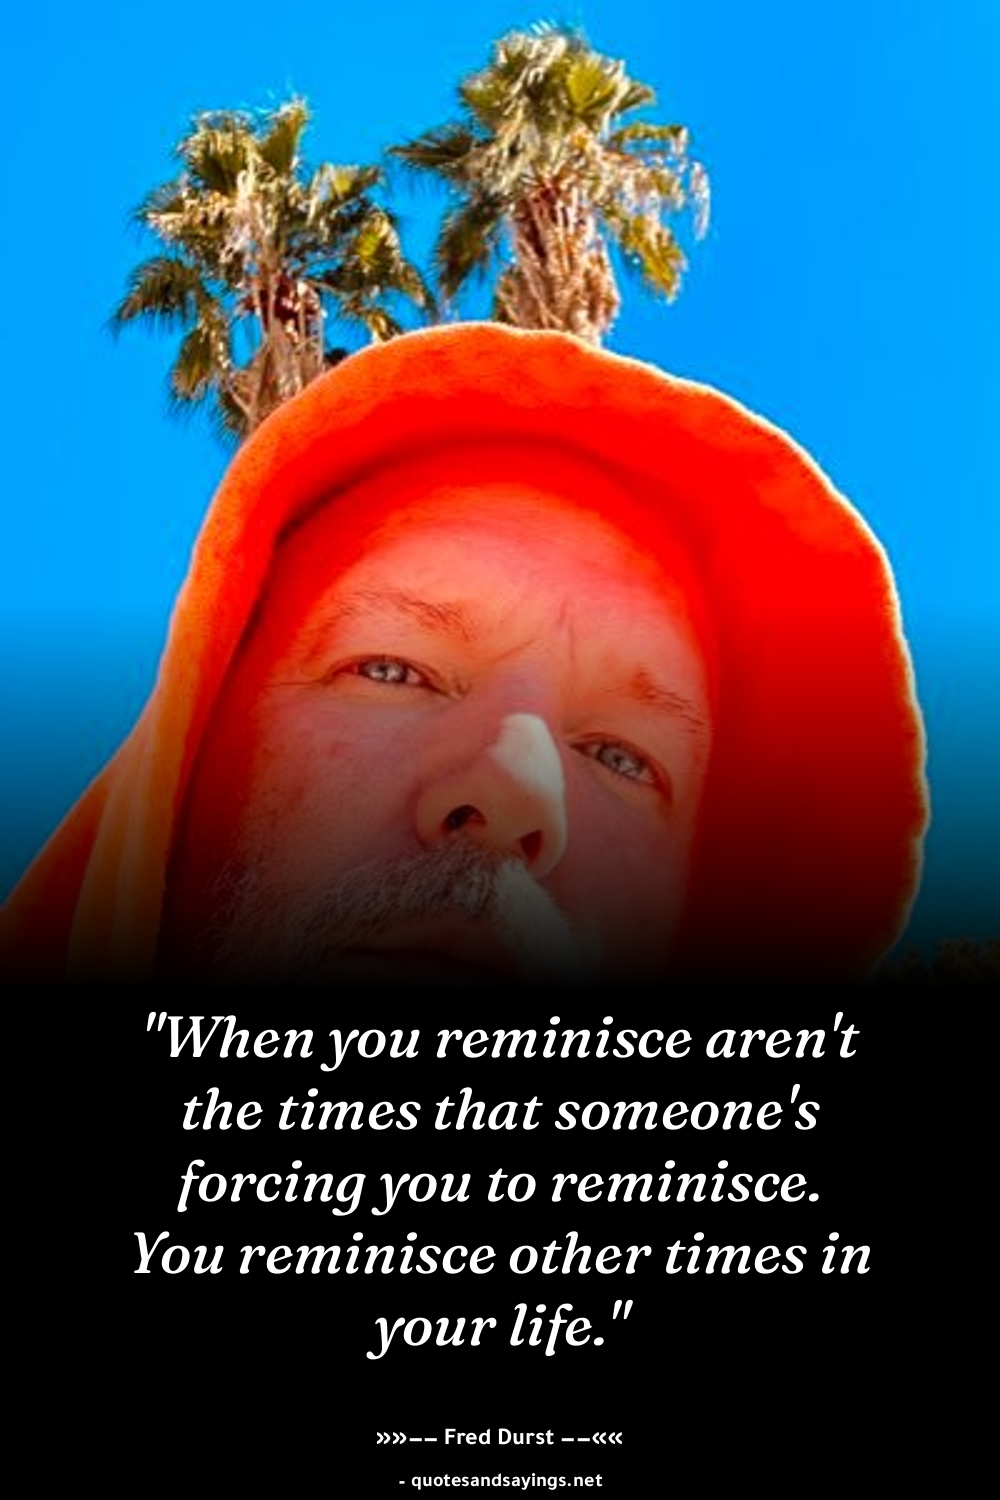 "When you reminisce aren't
the times that someone's
forcing you to reminisce.
You reminisce other times in
your life."
»»−− Fred Durst −−««
- quotesandsayings.net